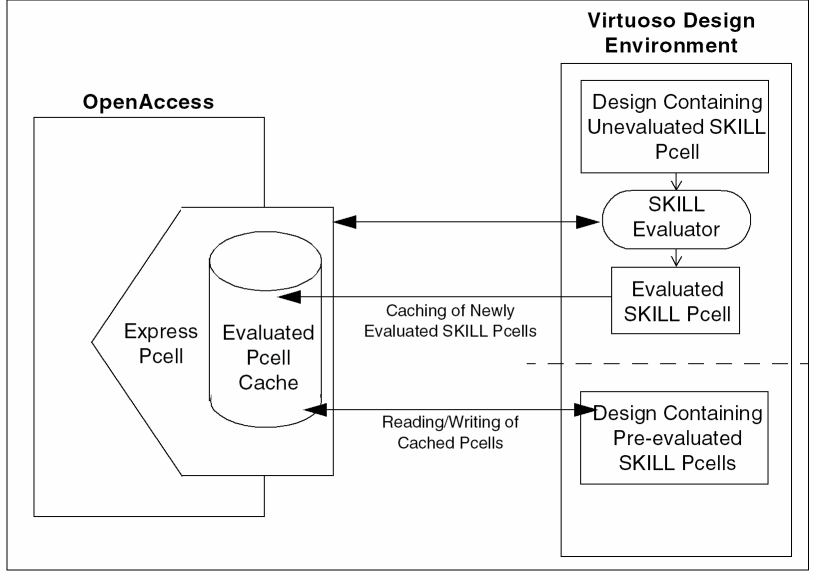 Virtuoso Design
Environment
OpenAccess
Design Containing
Unevaluated SKILL
Pcell
SKILL
Evaluator
Evaluated
SKILL Pcell
Caching of Newly
Evaluated SKILL Pcells
Express
Pcell
Evaluated
Pcell
Cache
Reading/Writing of
Cached Pcells
Design Containing
Pre-evaluated
SKILL Pcells